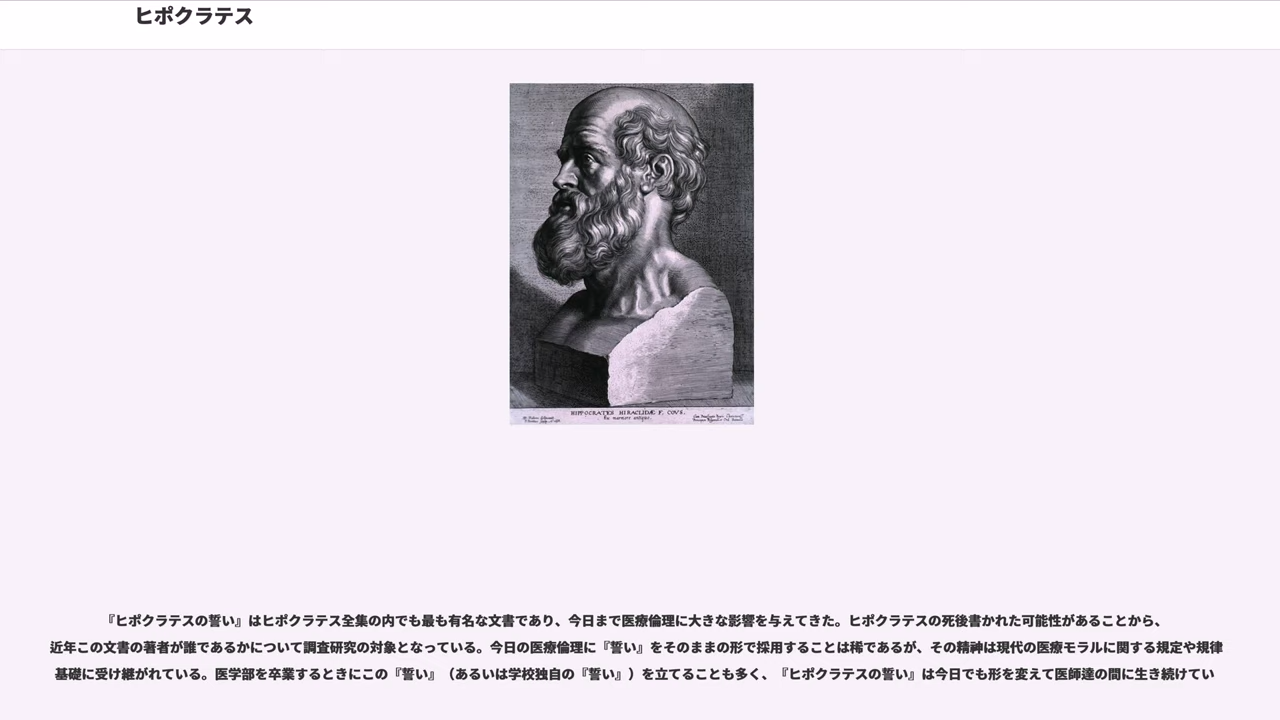 ヒポクラテス
HIPPOCRATES HIRACLIDÆ F. COVS.
Ex marmore antiquo.
『ヒポクラテスの誓い』はヒポクラテス全集の内でも最も有名な文書であり、今日まで医療倫理に大きな影響を与えてきた。ヒポクラテスの死後書かれた可能性があることから、
近年この文書の著者が誰であるかについて調査研究の対象となっている。今日の医療倫理に『誓い』をそのままの形で採用することは稀であるが、その精神は現代の医療モラルに関する規定や規律
基礎に受け継がれている。医学部を卒業するときにこの『誓い』（あるいは学校独自の『誓い』）を立てることも多く、『ヒポクラテスの誓い』は今日でも形を変えて医師達の間に生き続けてい